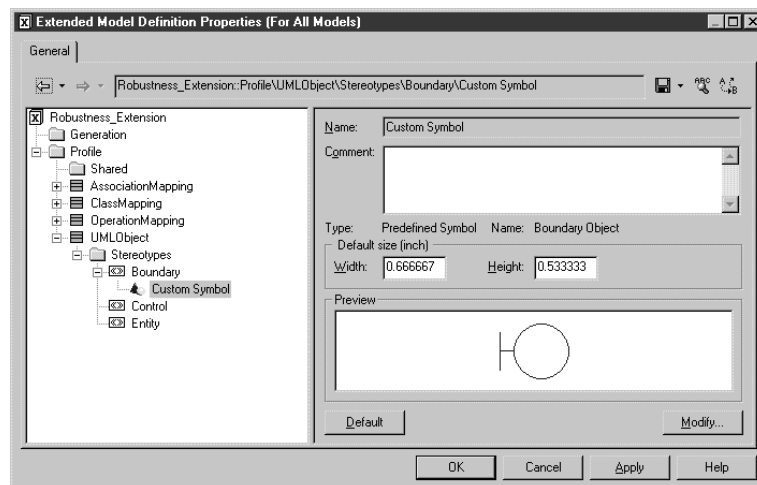 Extended Model Definition Properties (For All Models)
General
Robustness_Extension::Profile\UMLObject\Stereotypes\Boundary\Custom Symbol
Robustness_Extension
Generation
Profile
Shared
AssociationMapping
ClassMapping
OperationMapping
UMLObject
Stereotypes
Boundary
Custom Symbol
Control
Entity
Name: Custom Symbol
Comment:
Type: Predefined Symbol Name: Boundary Object
Default size (inch)
Width: 0.666667 Height: 0.533333
Preview
Default Modify...
OK Cancel Apply Help